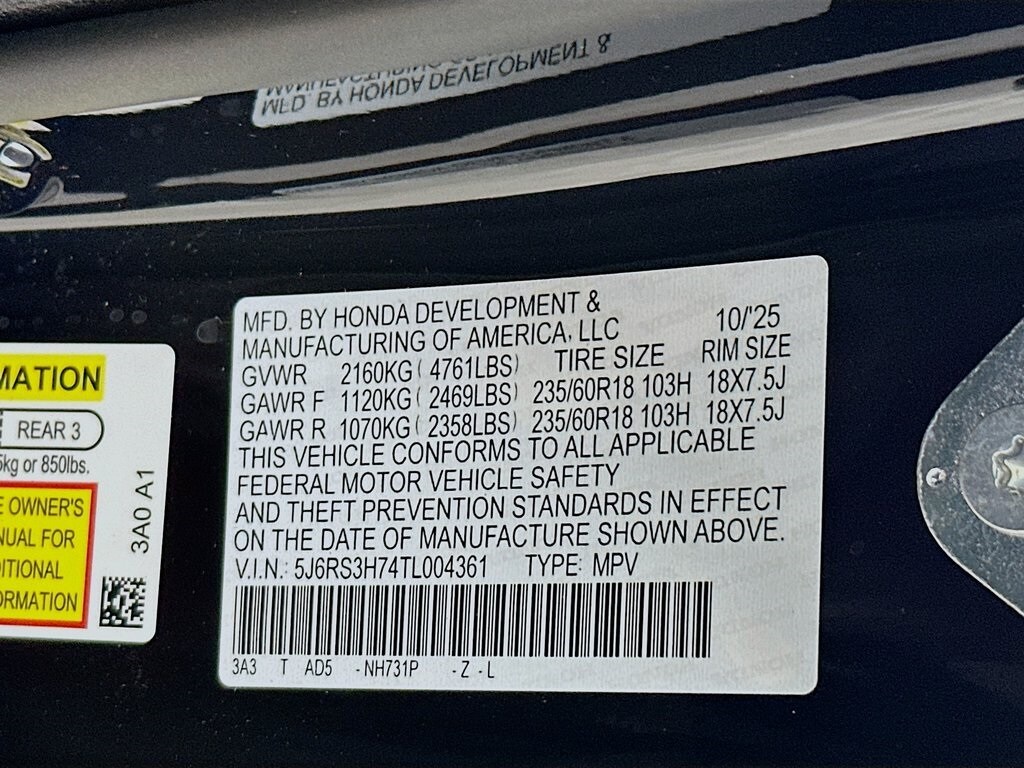 MANUFACTURING
MFD. BY HONDA DEVELOPMENT &
MATION
REAR 3
kg or 850lbs.
OWNER'S
FOR
3A0 A1
MFD. BY HONDA DEVELOPMENT &
MANUFACTURING OF AMERICA, LLC 10/'25
GVWR 2160KG ( 4761LBS) TIRE SIZE RIM SIZE
GAWR F 1120KG ( 2469LBS) 235/60R18 103H 18X7.5J
GAWR R 1070KG ( 2358LBS) 235/60R18 103H 18X7.5J
THIS VEHICLE CONFORMS TO ALL APPLICABLE
FEDERAL MOTOR VEHICLE SAFETY
AND THEFT PREVENTION STANDARDS IN EFFECT
ON THE DATE OF MANUFACTURE SHOWN ABOVE.
V.I.N.: 5J6RS3H74TL004361 TYPE: MPV
3A3 T AD5 -NH731P -Z -L